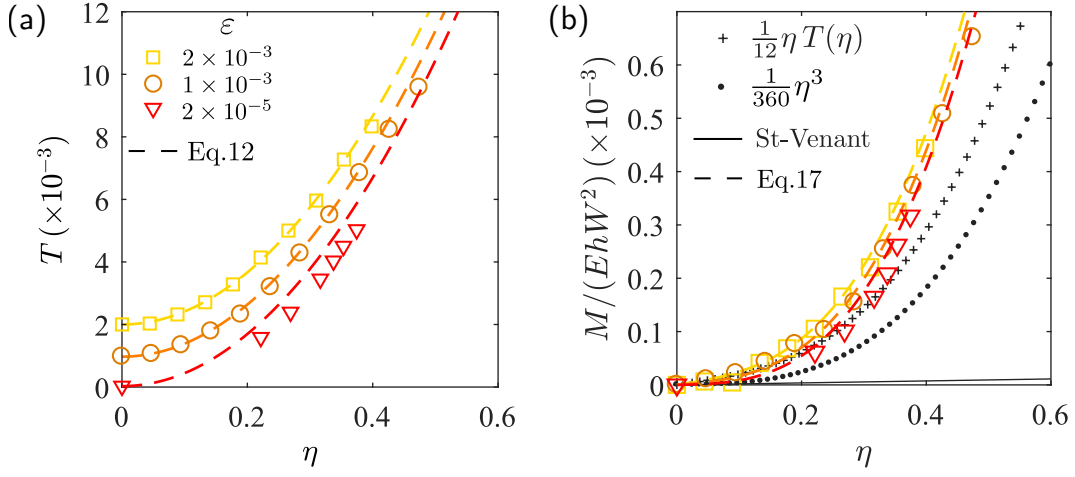 (a)
ε
2 × 10⁻³
1 × 10⁻³
2 × 10⁻⁵
Eq.12
T (×10⁻³)
12
10
8
6
4
2
0
0
0.2
0.4
0.6
η
(b)
1/12 η T(η)
1/360 η³
St-Venant
Eq.17
M/(EhW²) (×10⁻³)
0.6
0.5
0.4
0.3
0.2
0.1
0
0
0.2
0.4
0.6
η